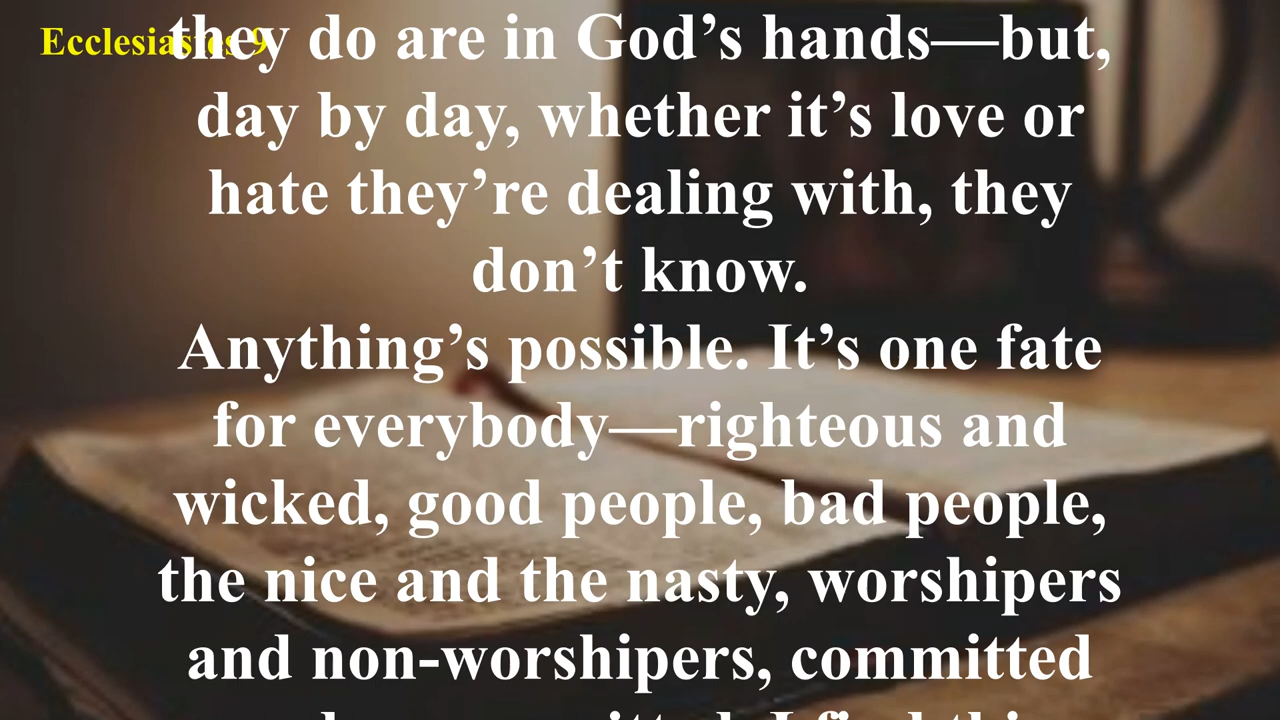 Ecclesiastes 9
they do are in God’s hands—but,
day by day, whether it’s love or
hate they’re dealing with, they
don’t know.
Anything’s possible. It’s one fate
for everybody—righteous and
wicked, good people, bad people,
the nice and the nasty, worshipers
and non-worshipers, committed